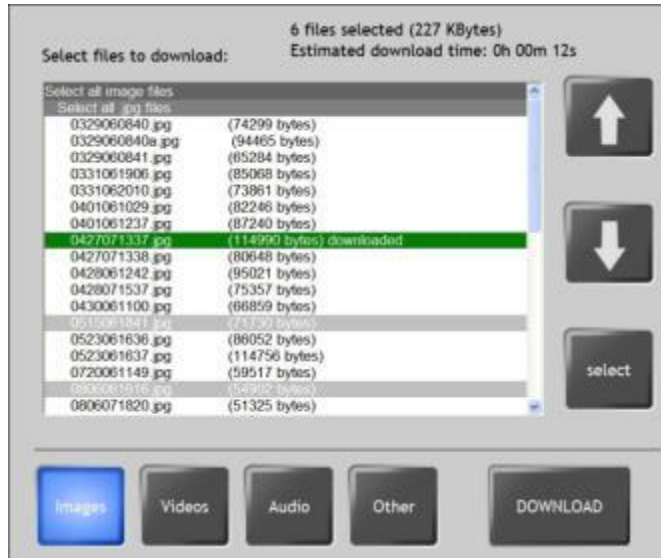 6 files selected (227 KBytes)
Select files to download:
Estimated download time: 0h 00m 12s
Select all image files
Select all .jpg files
0329060840.jpg (74299 bytes)
0329060840a.jpg (94465 bytes)
0329060841.jpg (65284 bytes)
0331061906.jpg (85068 bytes)
0331062010.jpg (73861 bytes)
0401061029.jpg (82246 bytes)
0401061237.jpg (87240 bytes)
0427071337.jpg (114990 bytes) downloaded
0427071338.jpg (80648 bytes)
0428061242.jpg (95021 bytes)
0428071537.jpg (75357 bytes)
0430061100.jpg (66859 bytes)
0523061636.jpg (86052 bytes)
0523061637.jpg (114756 bytes)
0720061149.jpg (59517 bytes)
0806071820.jpg (51325 bytes)
select
Images
Videos
Audio
Other
DOWNLOAD